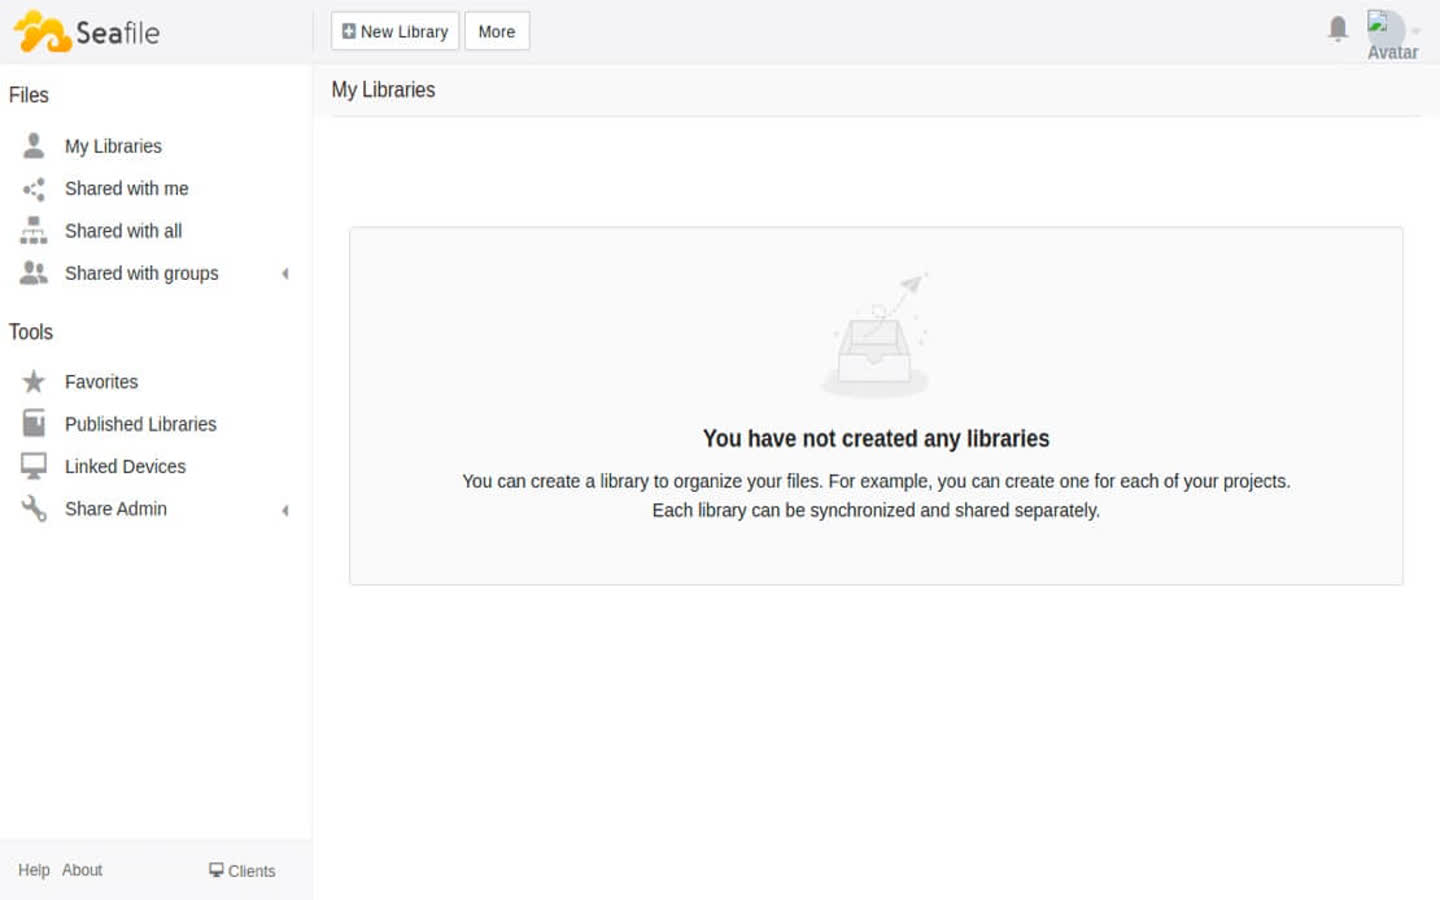 Seafile
New Library
More
Avatar
Files
My Libraries
Shared with me
Shared with all
Shared with groups
Tools
Favorites
Published Libraries
Linked Devices
Share Admin
Help
About
Clients
My Libraries
You have not created any libraries
You can create a library to organize your files. For example, you can create one for each of your projects.
Each library can be synchronized and shared separately.